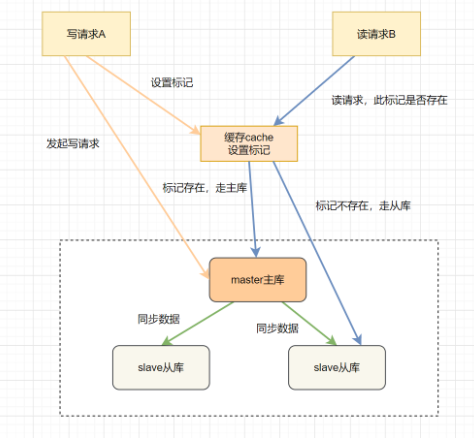 写请求A
读请求B
设置标记
读请求，此标记是否存在
发起写请求
缓存cache
设置标记
标记存在，走主库
标记不存在，走从库
master主库
同步数据
同步数据
slave从库
slave从库